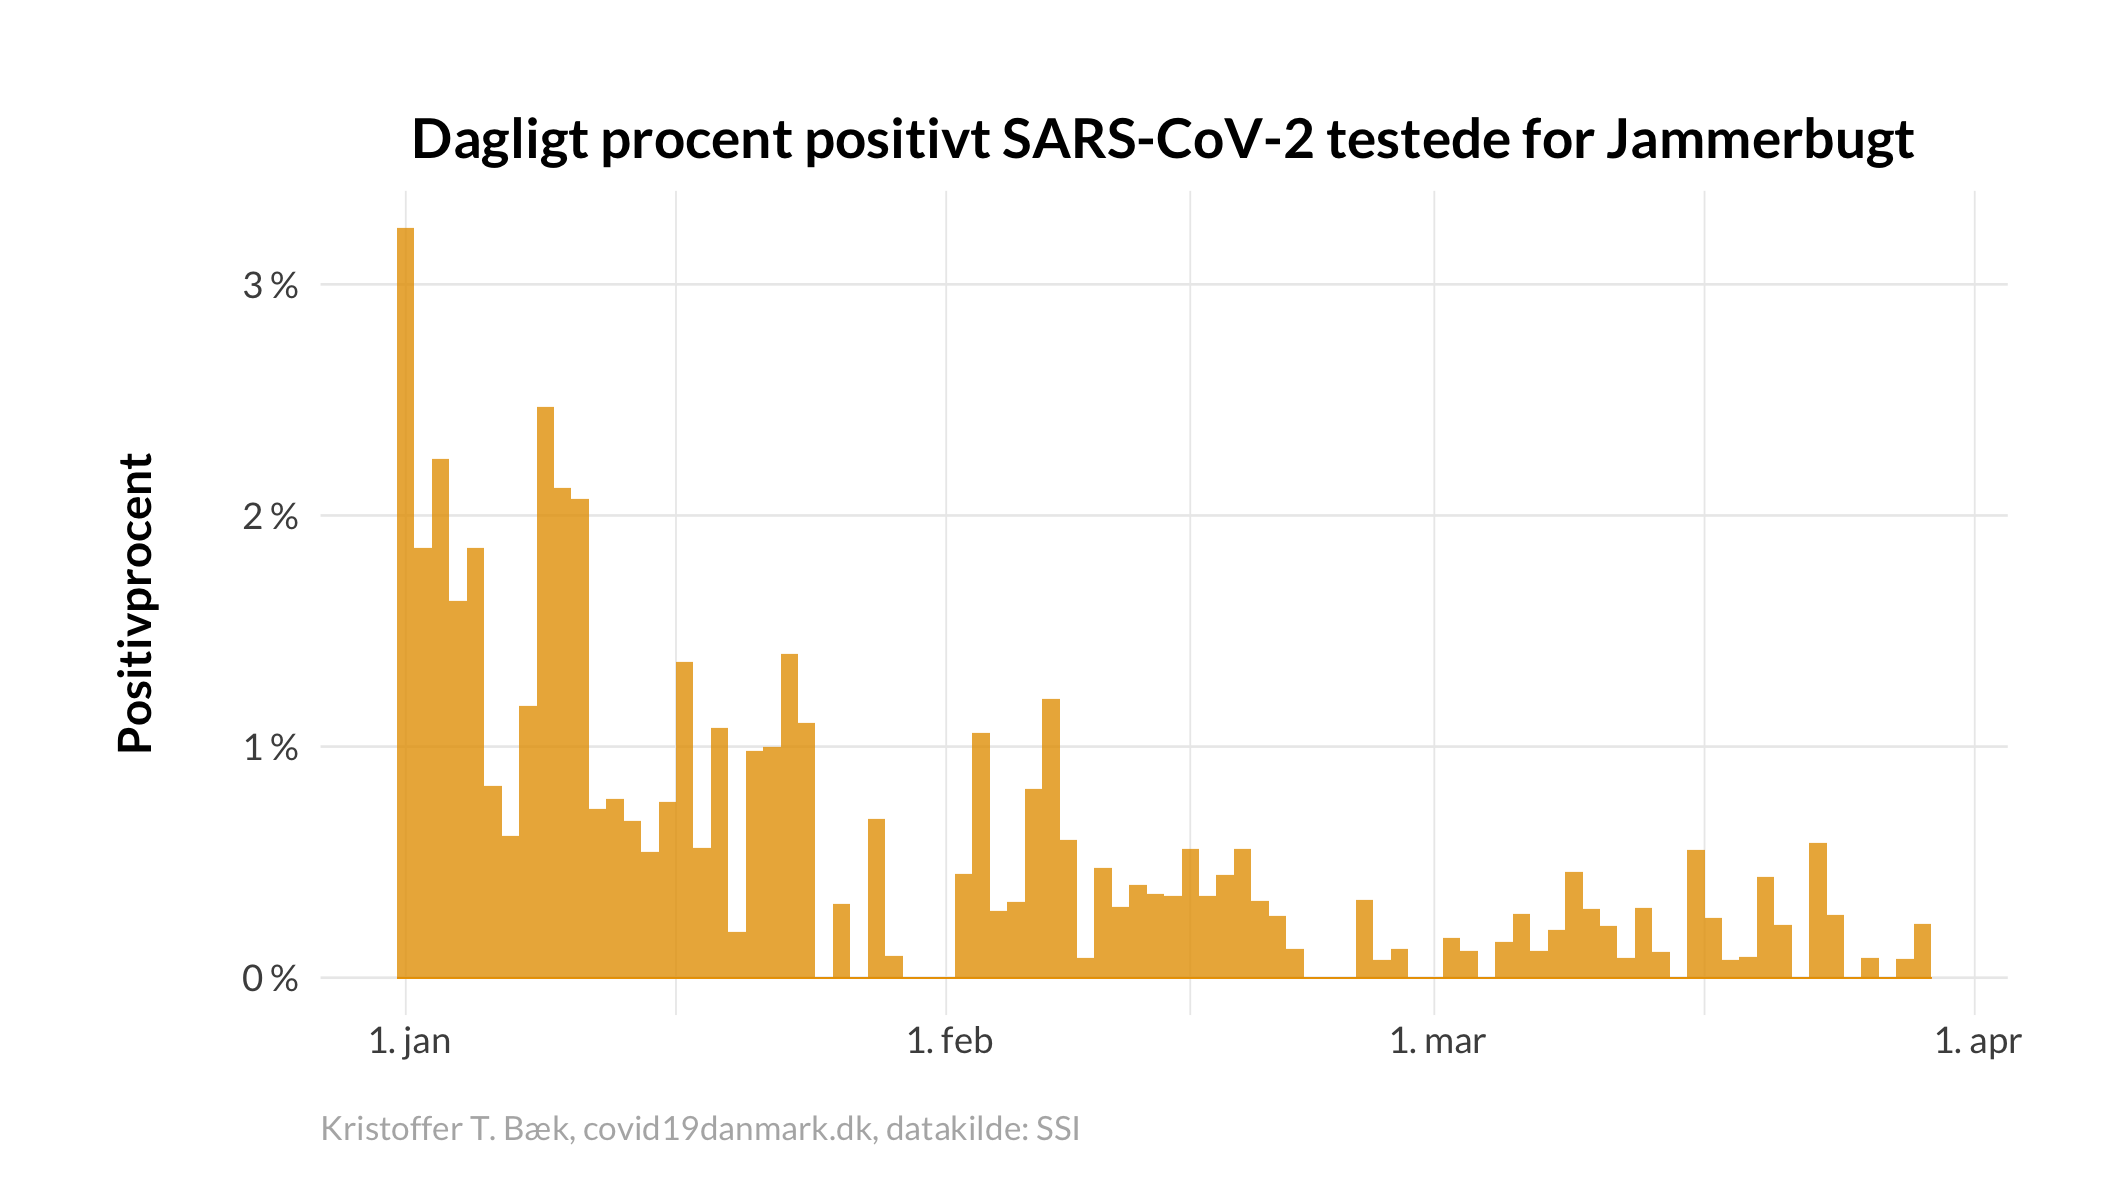 Dagligt procent positivt SARS-CoV-2 testede for Jammerbugt
Positivprocent
3 %
2 %
1 %
0 %
1. jan
1. feb
1. mar
1. apr
Kristoffer T. Bæk, covid19danmark.dk, datakilde: SSI